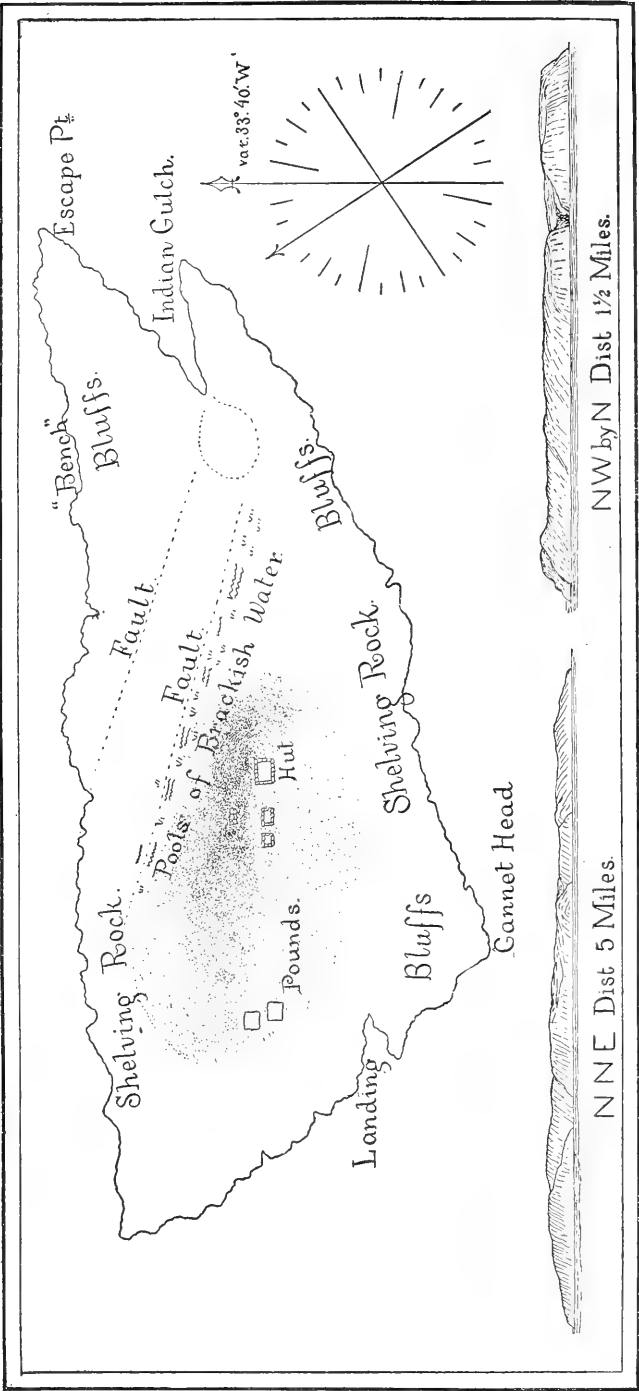 Escape Pt.
Indian Gulch.
var. 33°. 40'. W
"Bench"
Bluffs.
Bluffs.
Fault
Fault
Pools of Brackish Water
Hut
Shelving Rock.
Shelving Rock.
Pounds.
Bluffs
Gannet Head
Landing
NNE Dist 5 Miles.
NW by N Dist 1½ Miles.